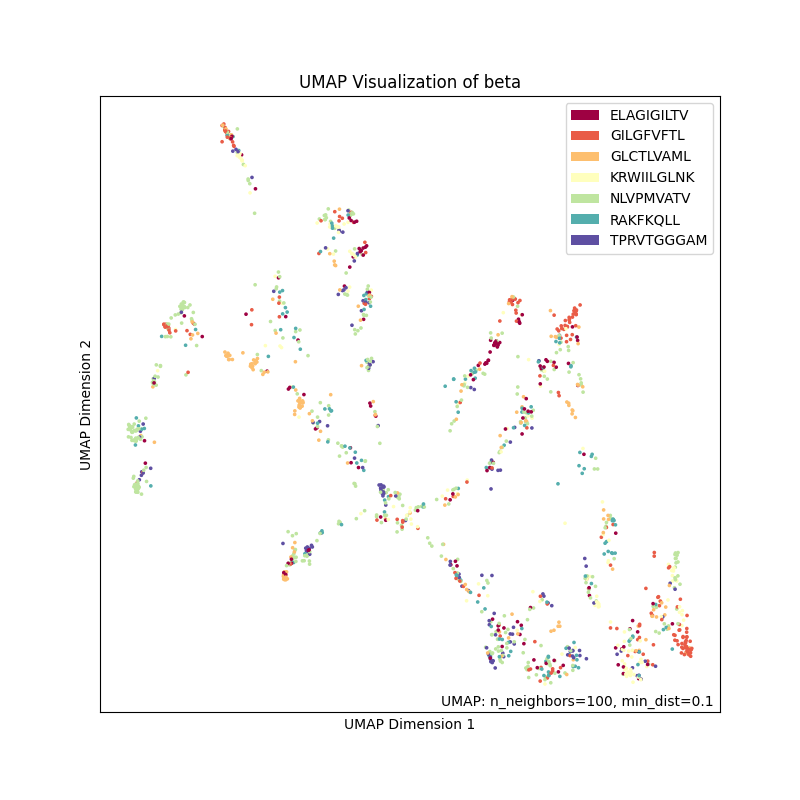 UMAP Visualization of beta
ELAGIGILTV
GILGFVFTL
GLCTLVAML
KRWIILGLNK
NLVPMVATV
RAKFKQLL
TPRVTGGGAM
UMAP Dimension 2
UMAP: n_neighbors=100, min_dist=0.1
UMAP Dimension 1